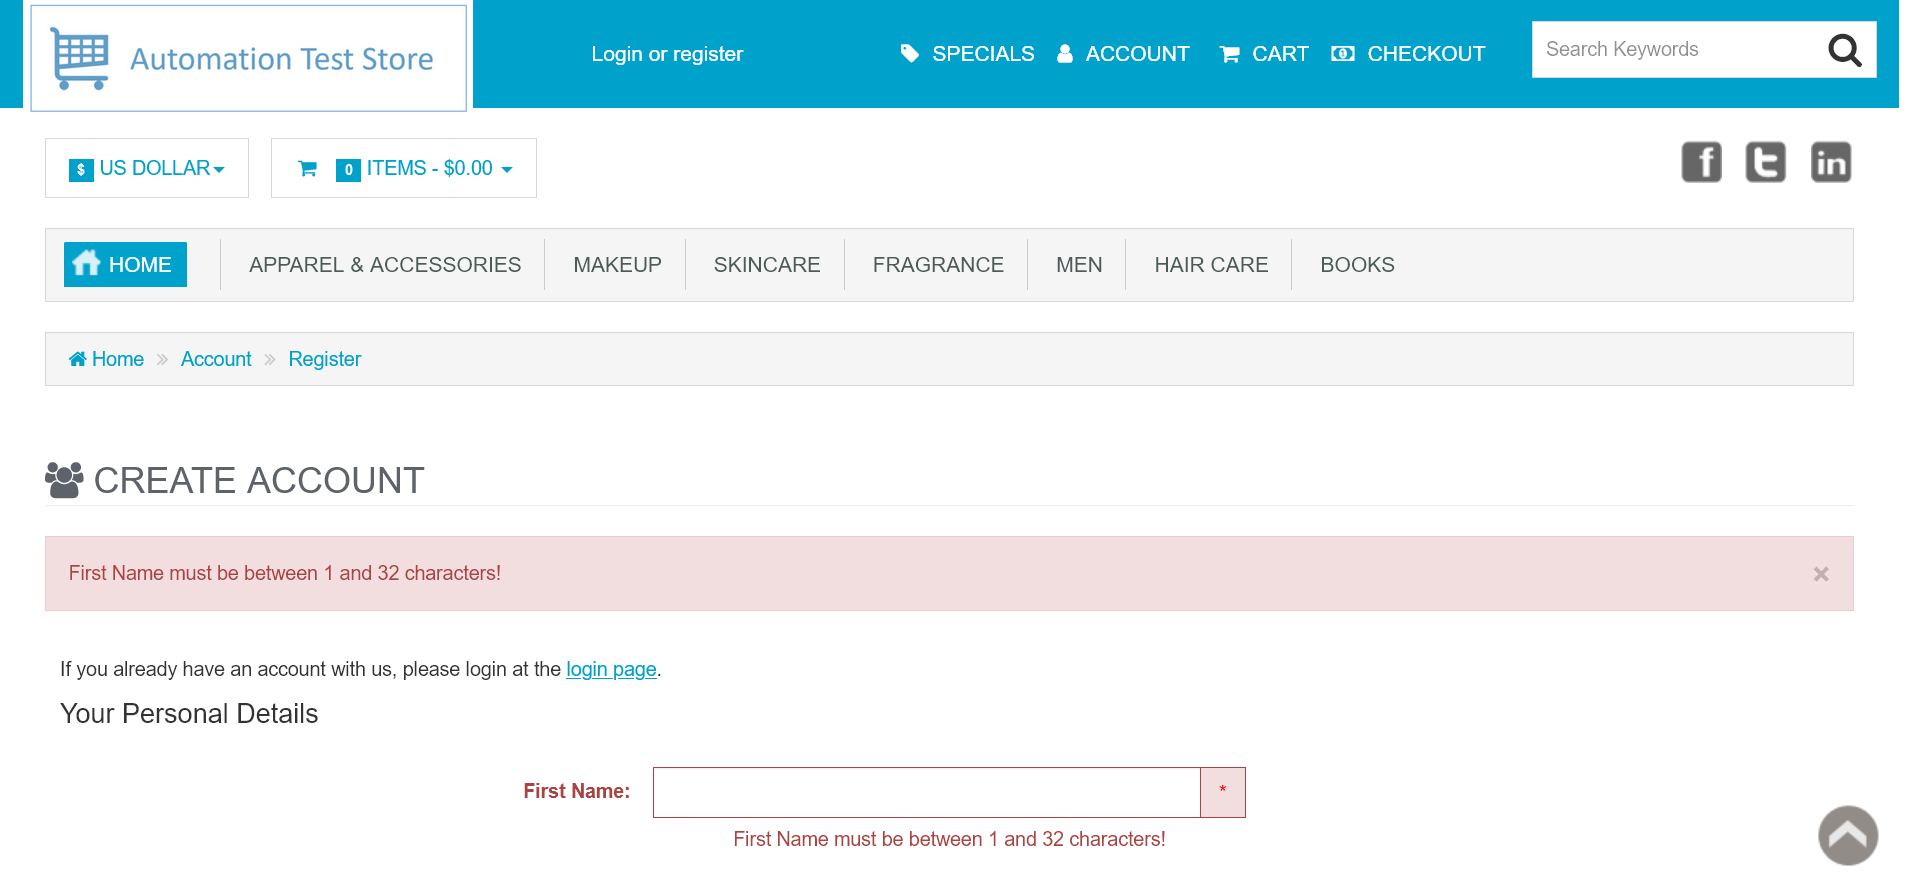 Automation Test Store
Login or register
SPECIALS
ACCOUNT
CART
CHECKOUT
Search Keywords
$ US DOLLAR
0 ITEMS - $0.00
HOME
APPAREL & ACCESSORIES
MAKEUP
SKINCARE
FRAGRANCE
MEN
HAIR CARE
BOOKS
Home » Account » Register
CREATE ACCOUNT
First Name must be between 1 and 32 characters!
×
If you already have an account with us, please login at the login page.
Your Personal Details
First Name:
*
First Name must be between 1 and 32 characters!